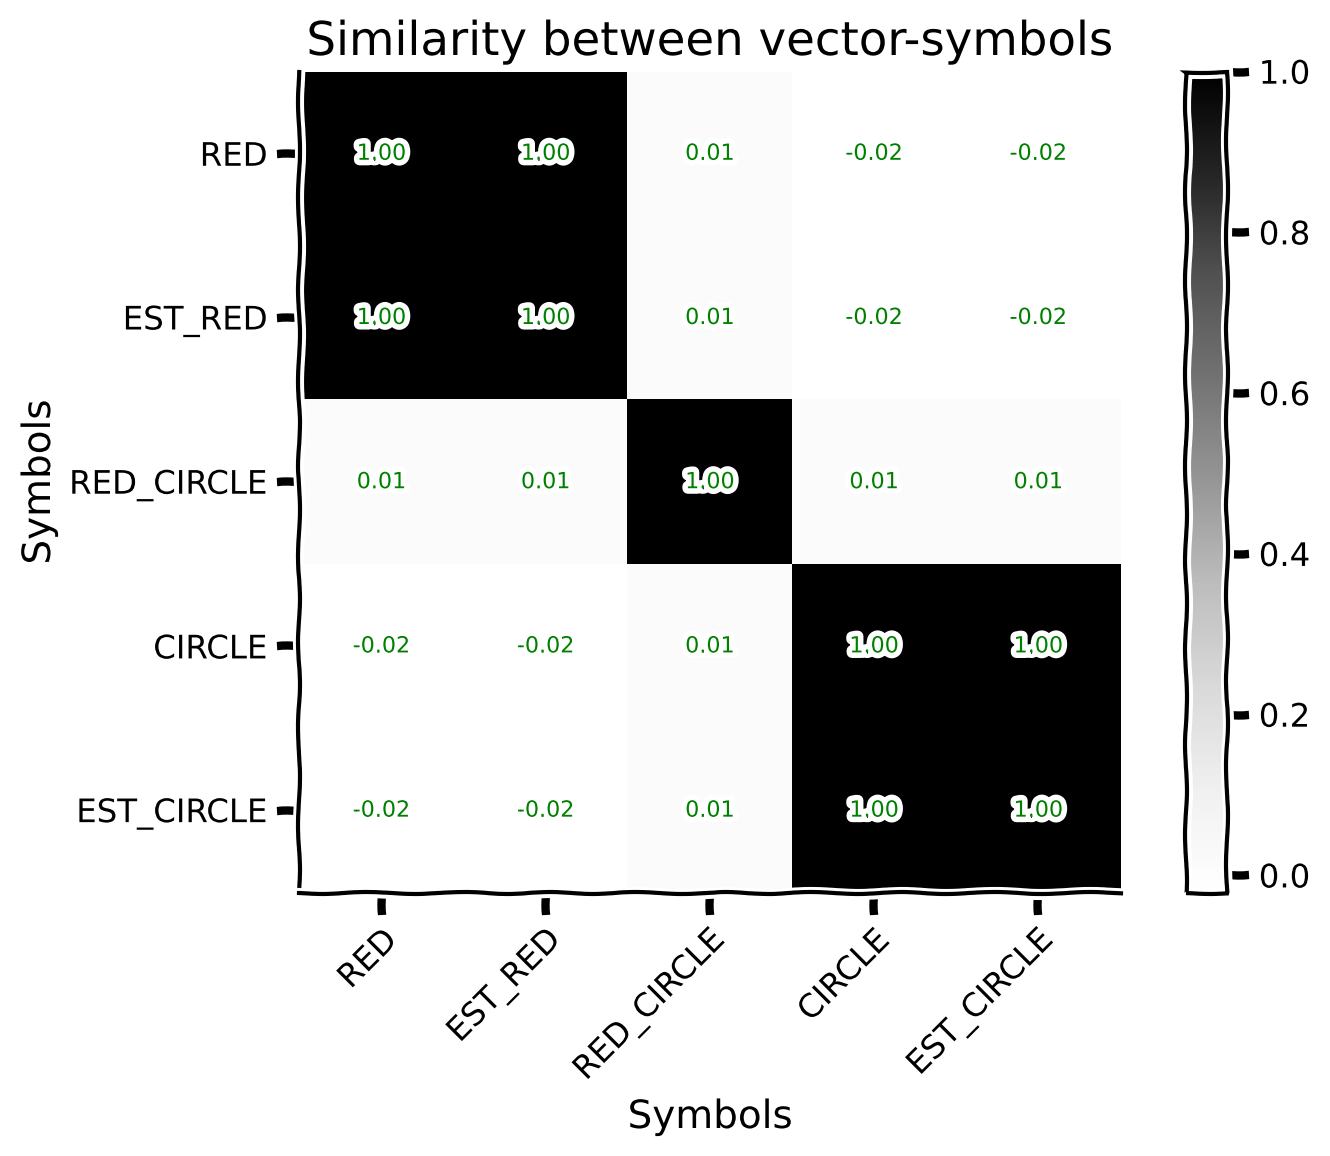 Similarity between vector-symbols
RED 1.00 1.00 0.01 -0.02 -0.02
EST_RED 1.00 1.00 0.01 -0.02 -0.02
RED_CIRCLE 0.01 0.01 1.00 0.01 0.01
CIRCLE -0.02 -0.02 0.01 1.00 1.00
EST_CIRCLE -0.02 -0.02 0.01 1.00 1.00
Symbols
RED EST_RED RED_CIRCLE CIRCLE EST_CIRCLE
Symbols
1.0
0.8
0.6
0.4
0.2
0.0